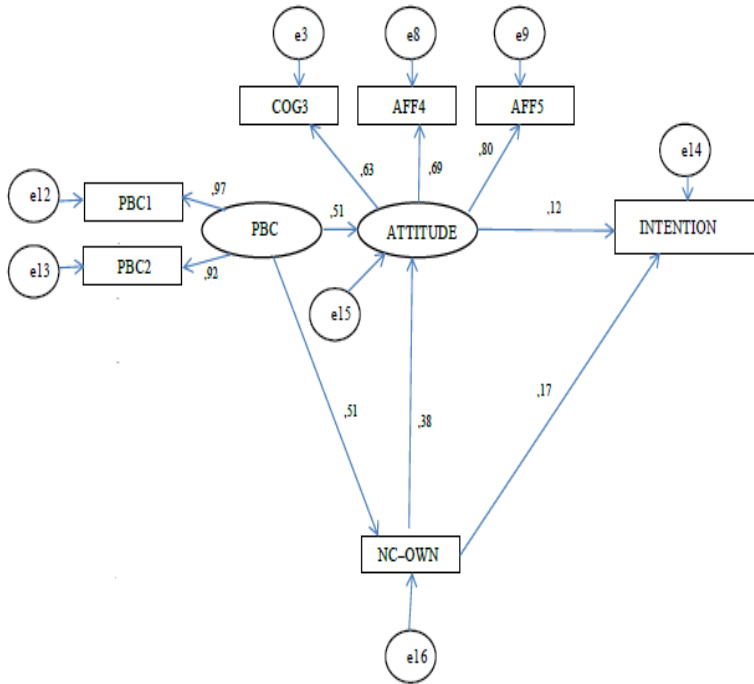 e3
e8
e9
COG3
AFF4
AFF5
e14
,63
,69
,80
e12
PBC1
,97
,51
,12
PBC
ATTITUDE
INTENTION
e13
PBC2
,92
e15
,51
,38
,17
NC–OWN
e16